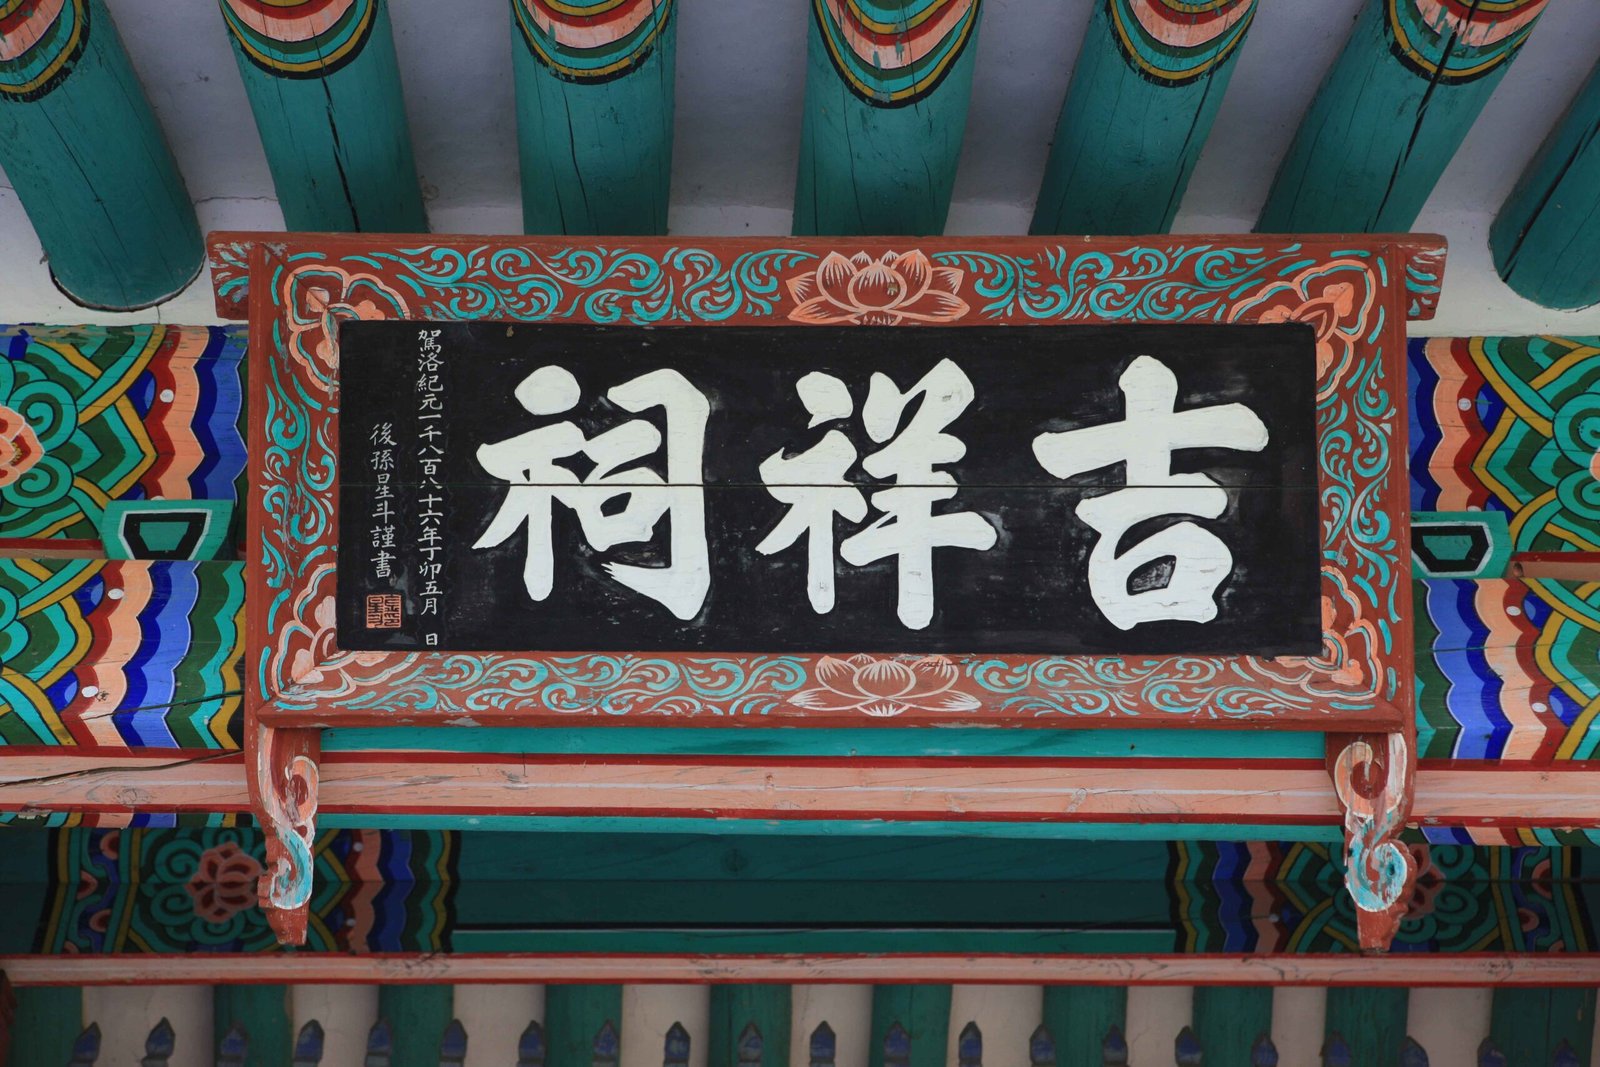 吉祥祠
駕洛紀元一千八百八十六年丁卯五月 日
後孫星斗謹書